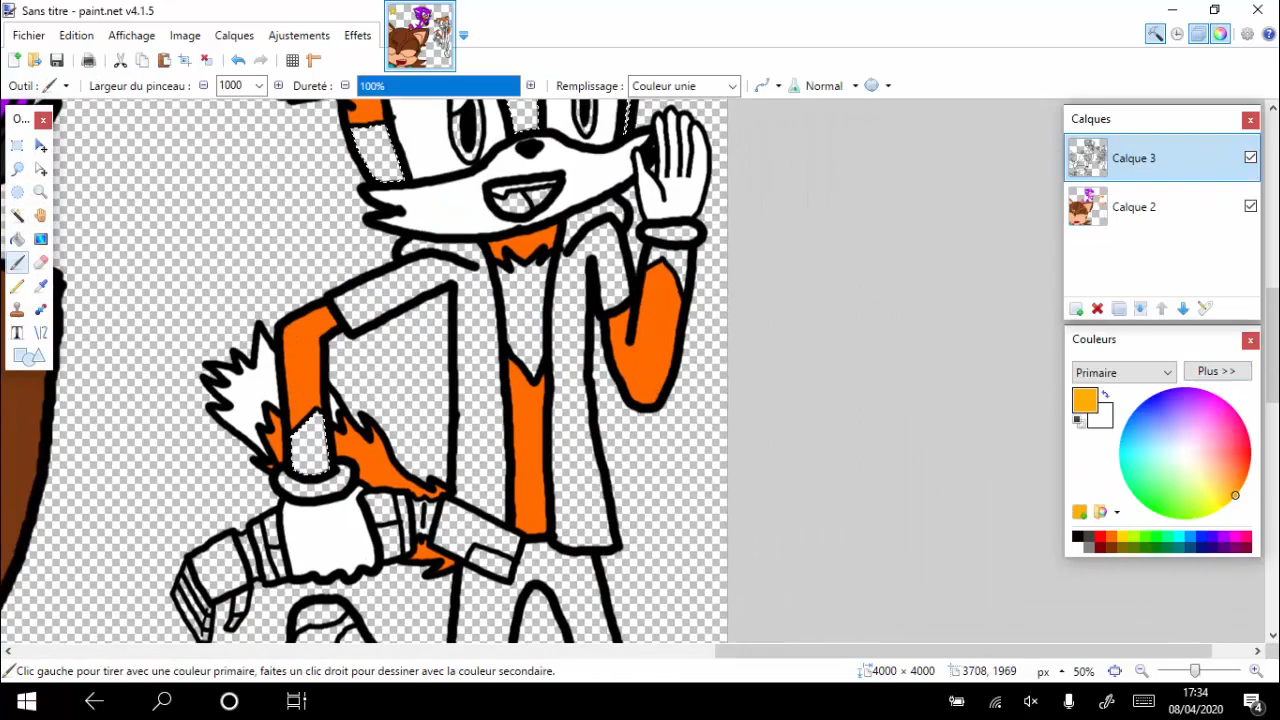 Sans titre - paint.net v4.1.5
Fichier Edition Affichage Image Calques Ajustements Effets
Outil : Largeur du pinceau : 1000 Dureté : 100% Remplissage : Couleur unie Normal
O...
Calques
Calque 3
Calque 2
Couleurs
Primaire Plus >>
Clic gauche pour tirer avec une couleur primaire, faites un clic droit pour dessiner avec la couleur secondaire. 4000 × 4000 3708, 1969 px 50%
17:34
08/04/2020
4